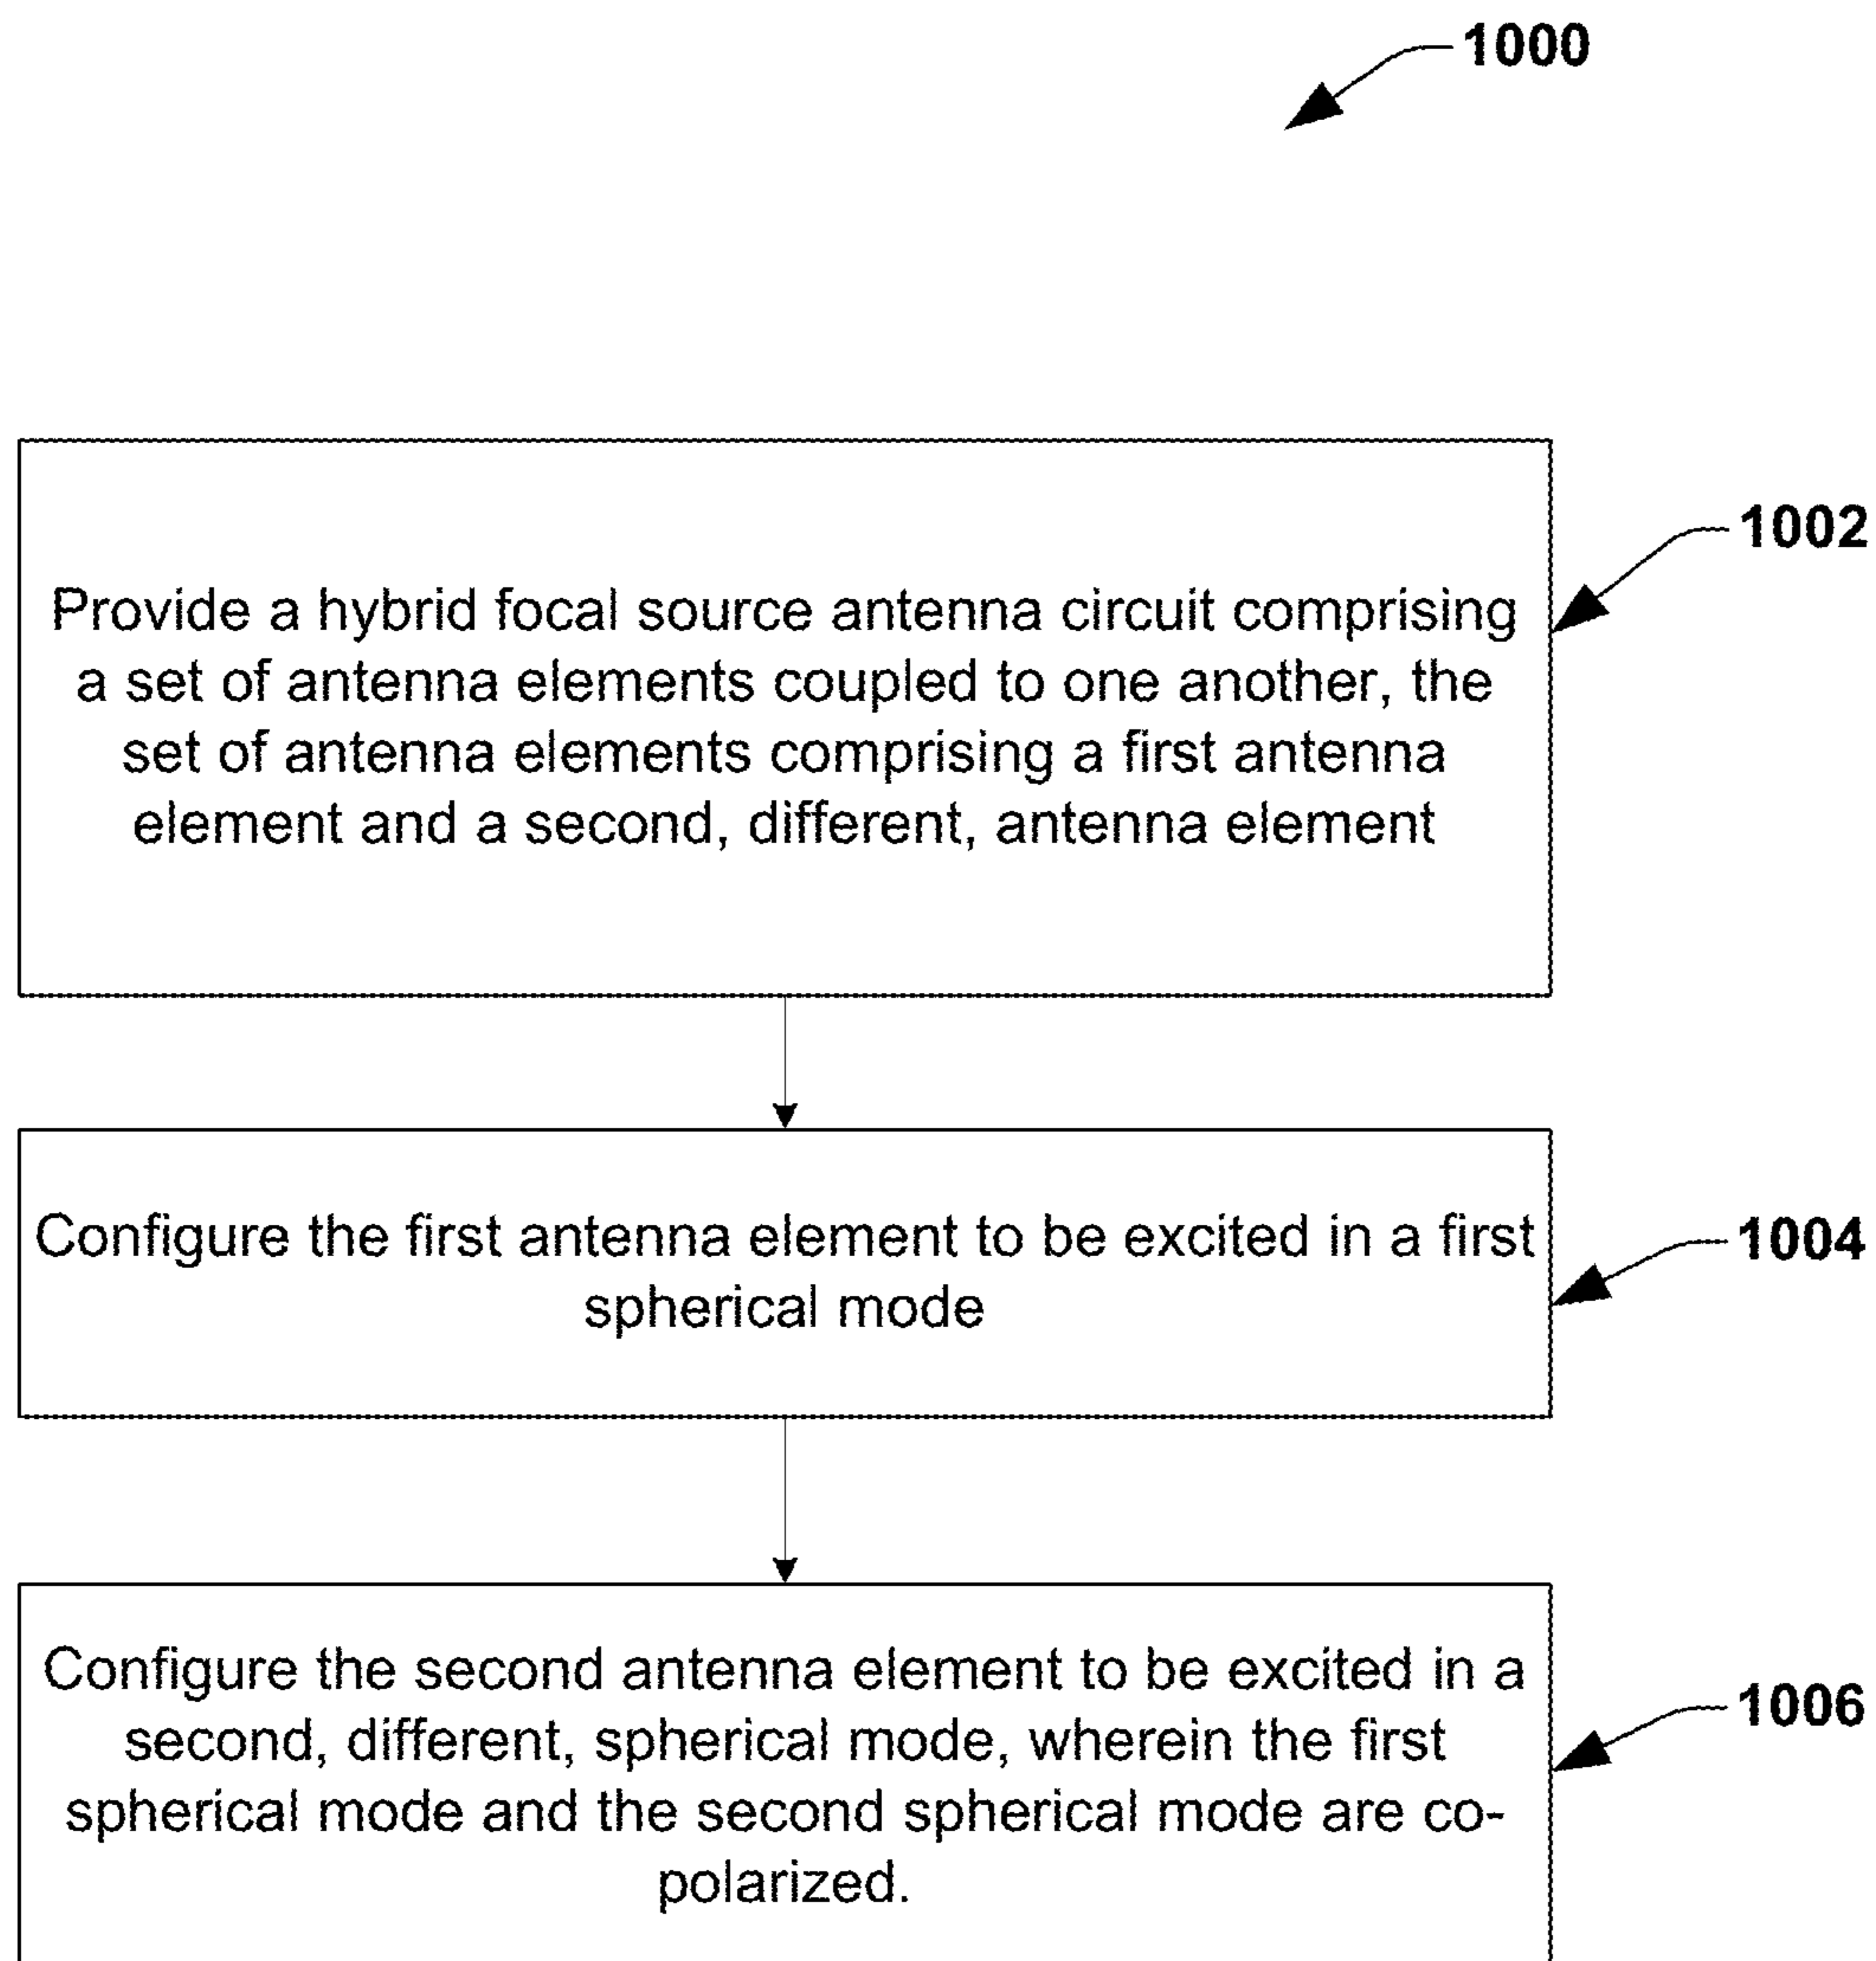 1000
1002
Provide a hybrid focal source antenna circuit comprising
a set of antenna elements coupled to one another, the
set of antenna elements comprising a first antenna
element and a second, different, antenna element
1004
Configure the first antenna element to be excited in a first
spherical mode
1006
Configure the second antenna element to be excited in a
second, different, spherical mode, wherein the first
spherical mode and the second spherical mode are co-
polarized.